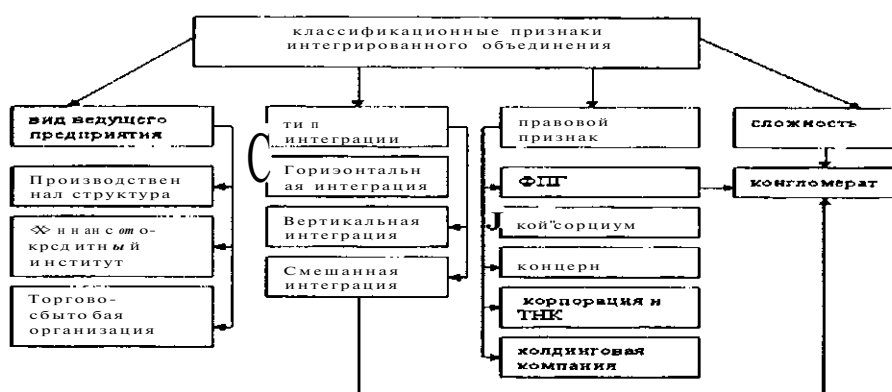 классификационные признаки
интегрированного объединения
вид ведущего
предприятия
Производствен
нал структура
институт
Торгово-
сбыто бая
организация
ти п
интеграции
Горизонтальн
ая интеграция
Вертикальная
интеграция
Смешанная
интеграция
правовой
признак
ФПГ
кой"сорциум
концерн
корпорация и
ТНК
холдинговая
компания
сложность
конгломерат